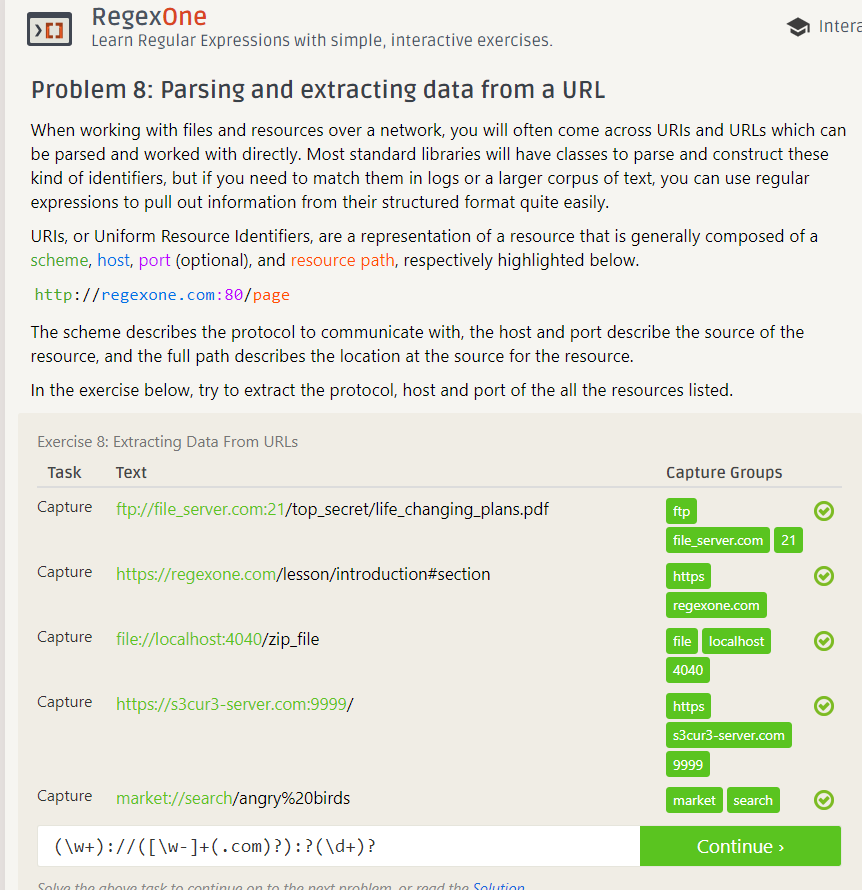 RegexOne
Learn Regular Expressions with simple, interactive exercises.
Problem 8: Parsing and extracting data from a URL
When working with files and resources over a network, you will often come across URIs and URLs which can
be parsed and worked with directly. Most standard libraries will have classes to parse and construct these
kind of identifiers, but if you need to match them in logs or a larger corpus of text, you can use regular
expressions to pull out information from their structured format quite easily.
URIs, or Uniform Resource Identifiers, are a representation of a resource that is generally composed of a
scheme, host, port (optional), and resource path, respectively highlighted below.
http://regexone.com:80/page
The scheme describes the protocol to communicate with, the host and port describe the source of the
resource, and the full path describes the location at the source for the resource.
In the exercise below, try to extract the protocol, host and port of the all the resources listed.
Exercise 8: Extracting Data From URLs
Task Text Capture Groups
Capture ftp://file_server.com:21/top_secret/life_changing_plans.pdf ftp
file_server.com 21
Capture https://regexone.com/lesson/introduction#section https
regexone.com
Capture file://localhost:4040/zip_file file localhost
4040
Capture https://s3cur3-server.com:9999/ https
s3cur3-server.com
9999
Capture market://search/angry%20birds market search
(\w+)://([\w-]+(.com)?):?(\d+)? Continue ›
Solve the above task to continue on to the next problem, or read the Solution.